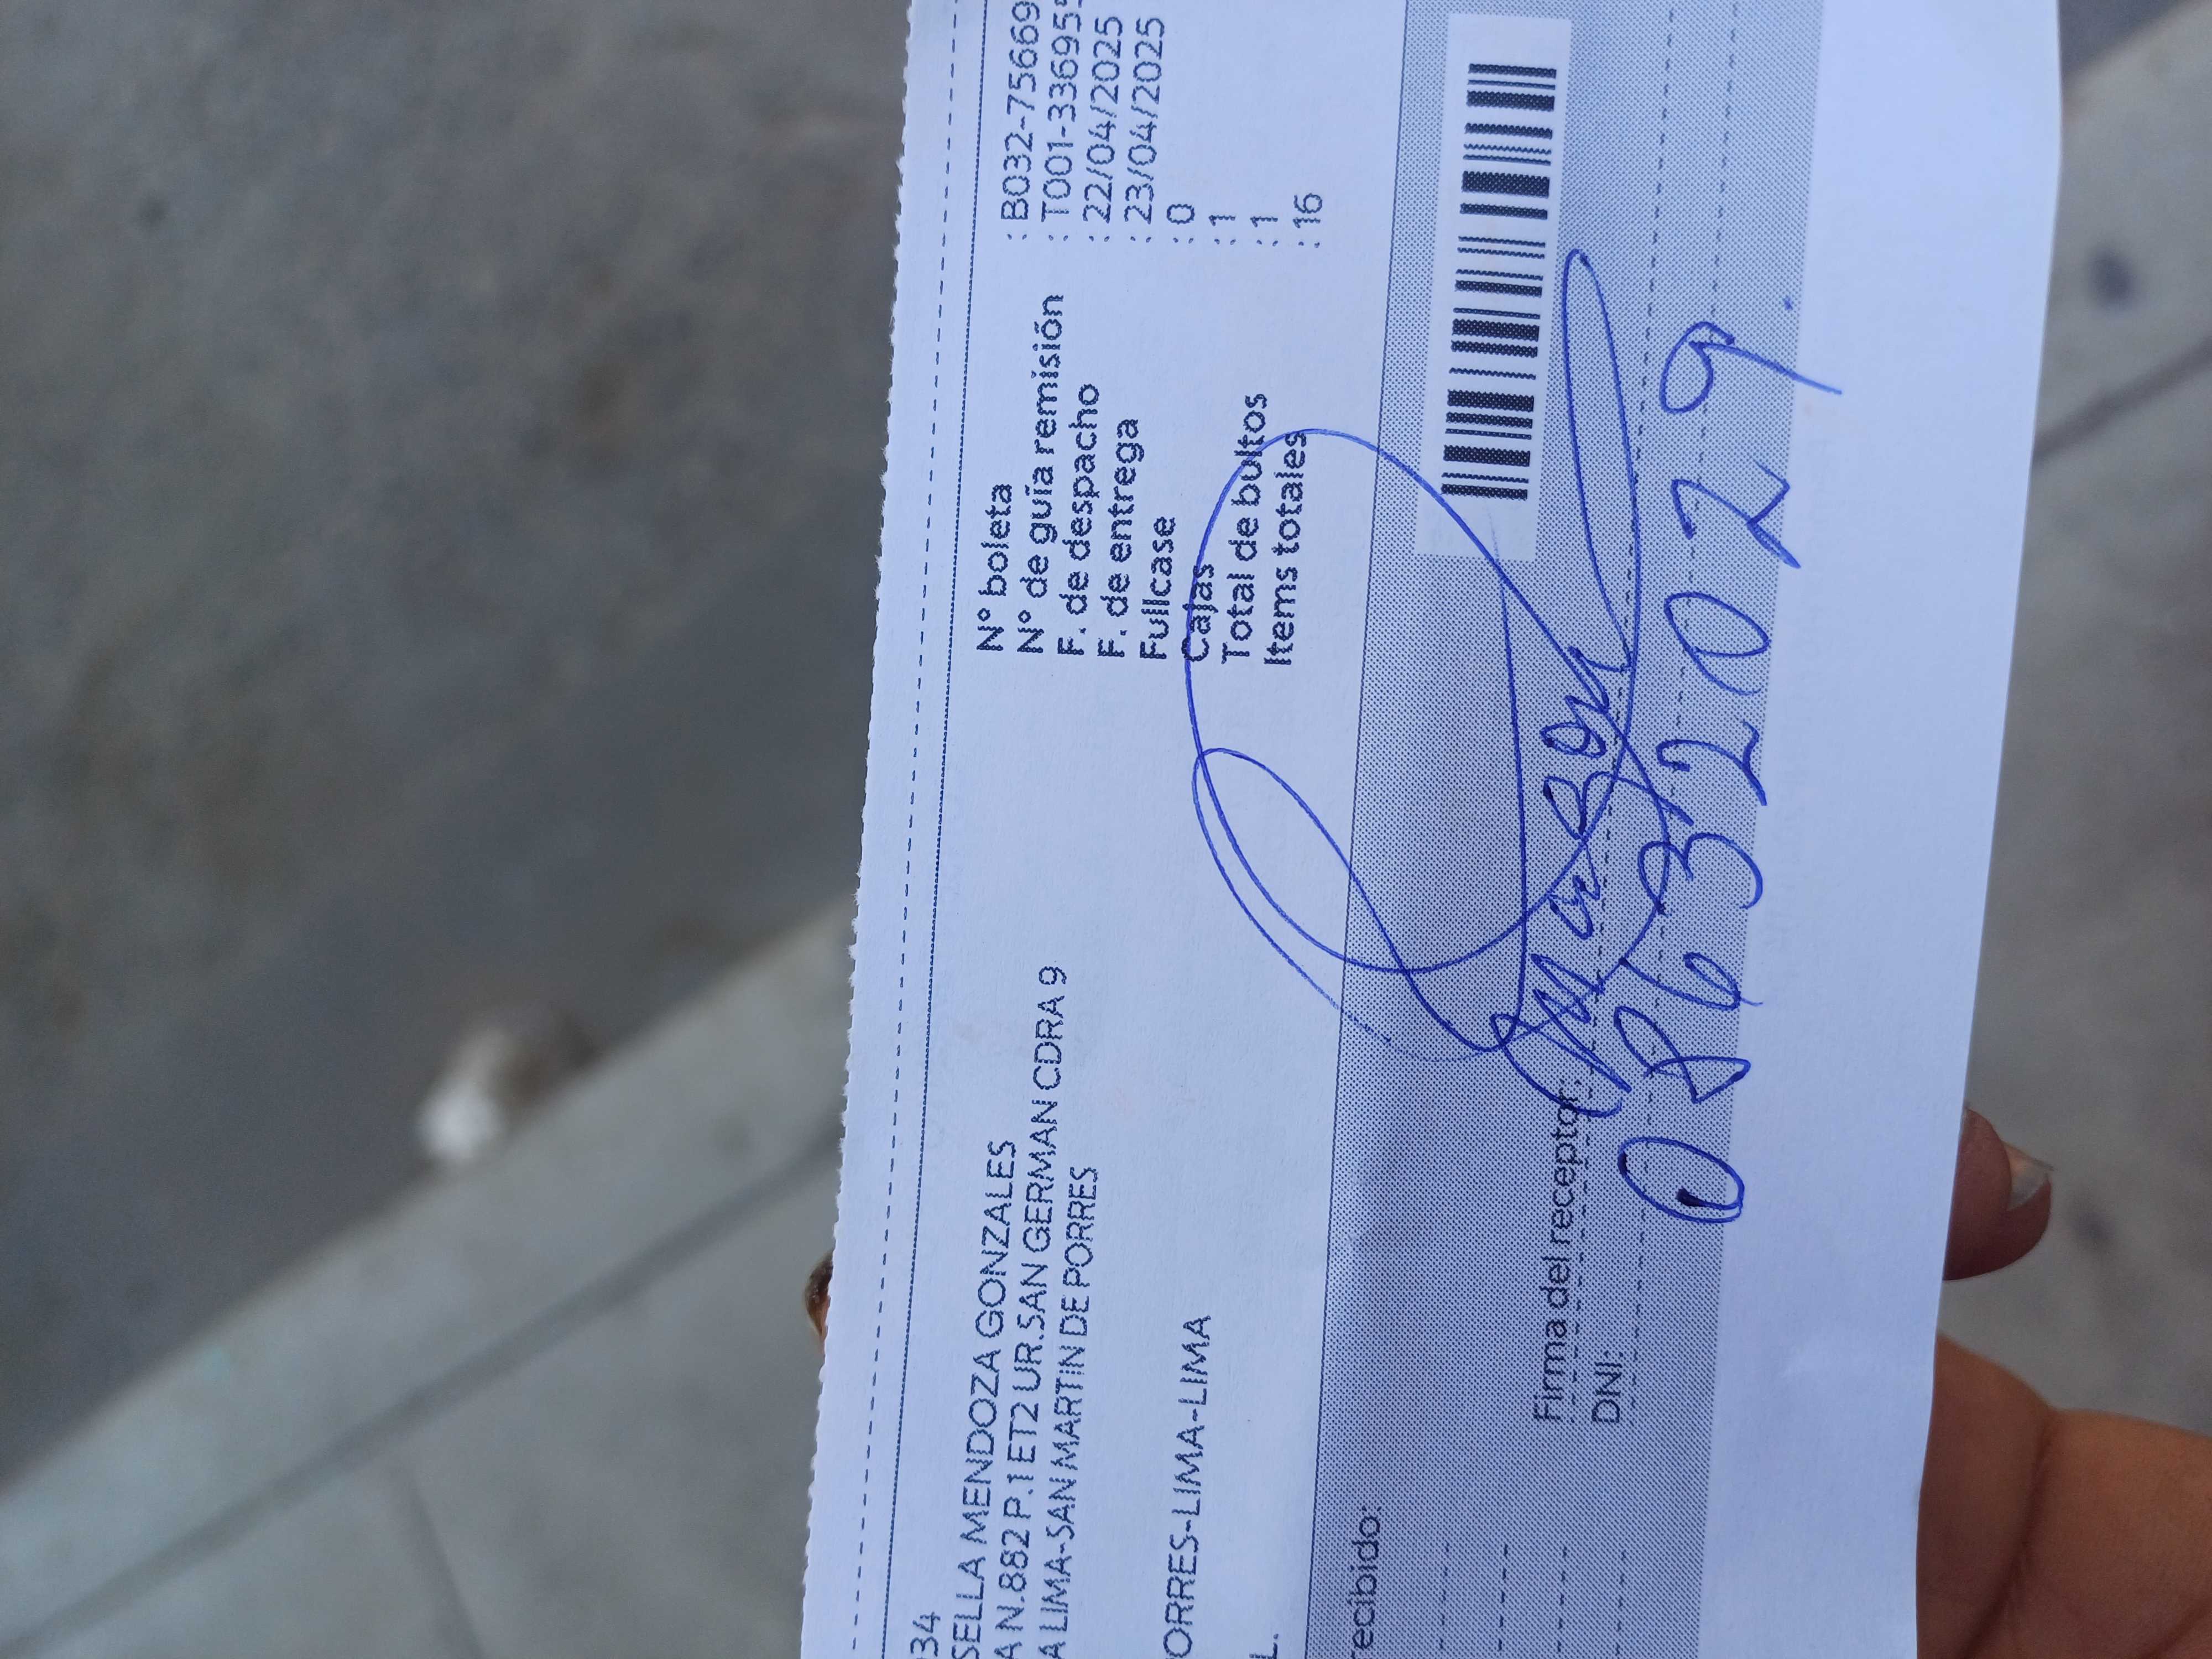 034
SELLA MENDOZA GONZALES
A N.882 P.1 ET2 UR.SAN GERMAN CDRA 9
A LIMA-SAN MARTIN DE PORRES
ORRES-LIMA-LIMA
L.
N° boleta : B032-75669
N° de guía remisión : T001-33695
F. de despacho : 22/04/2025
F. de entrega : 23/04/2025
Fullcase : 0
Cajas : 1
Total de bultos : 1
Items totales : 16
recibido:
Firma del receptor:
DNI: 08632029